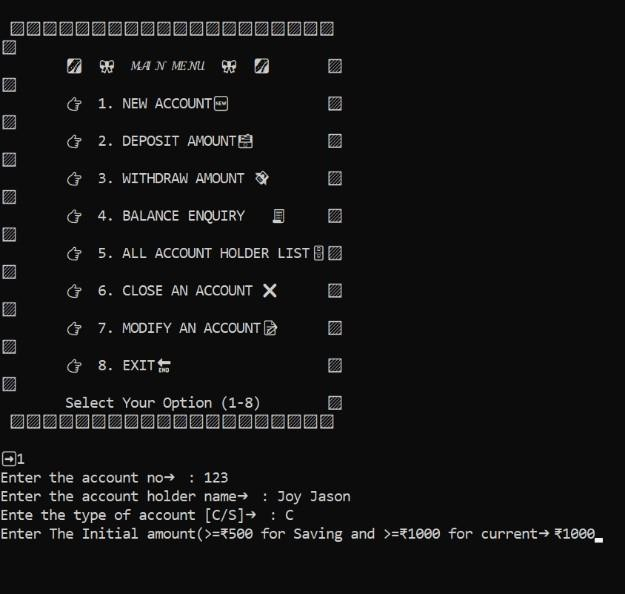 MAIN MENU
1. NEW ACCOUNT
2. DEPOSIT AMOUNT
3. WITHDRAW AMOUNT
4. BALANCE ENQUIRY
5. ALL ACCOUNT HOLDER LIST
6. CLOSE AN ACCOUNT
7. MODIFY AN ACCOUNT
8. EXIT
Select Your Option (1-8)
➔1
Enter the account no➔ : 123
Enter the account holder name➔ : Joy Jason
Ente the type of account [C/S]➔ : C
Enter The Initial amount(>=₹500 for Saving and >=₹1000 for current➔ ₹1000